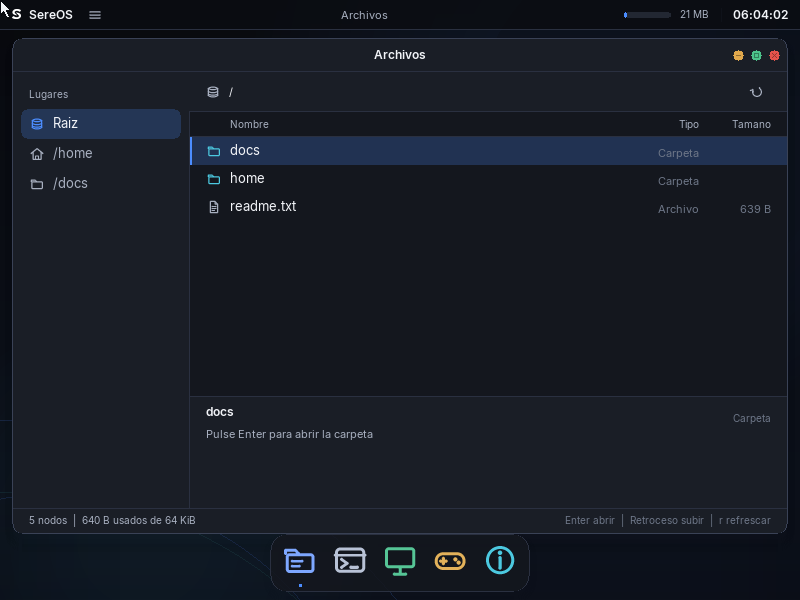 SereOS Archivos 21 MB 06:04:02
Archivos
Lugares
Raiz
/home
/docs
/
Nombre Tipo Tamano
docs Carpeta
home Carpeta
readme.txt Archivo 639 B
docs Carpeta
Pulse Enter para abrir la carpeta
5 nodos | 640 B usados de 64 KiB Enter abrir | Retroceso subir | r refrescar